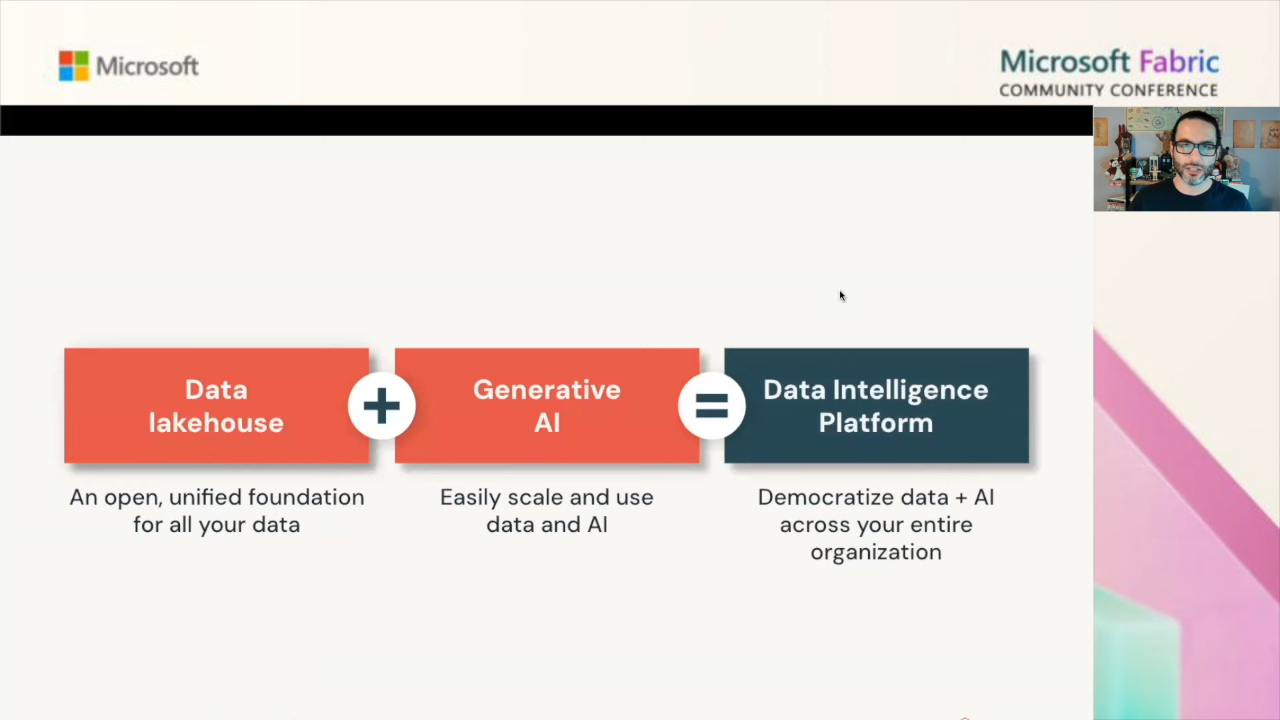 Microsoft
Microsoft Fabric
COMMUNITY CONFERENCE
Data
lakehouse
+
Generative
AI
=
Data Intelligence
Platform
An open, unified foundation
for all your data
Easily scale and use
data and AI
Democratize data + AI
across your entire
organization